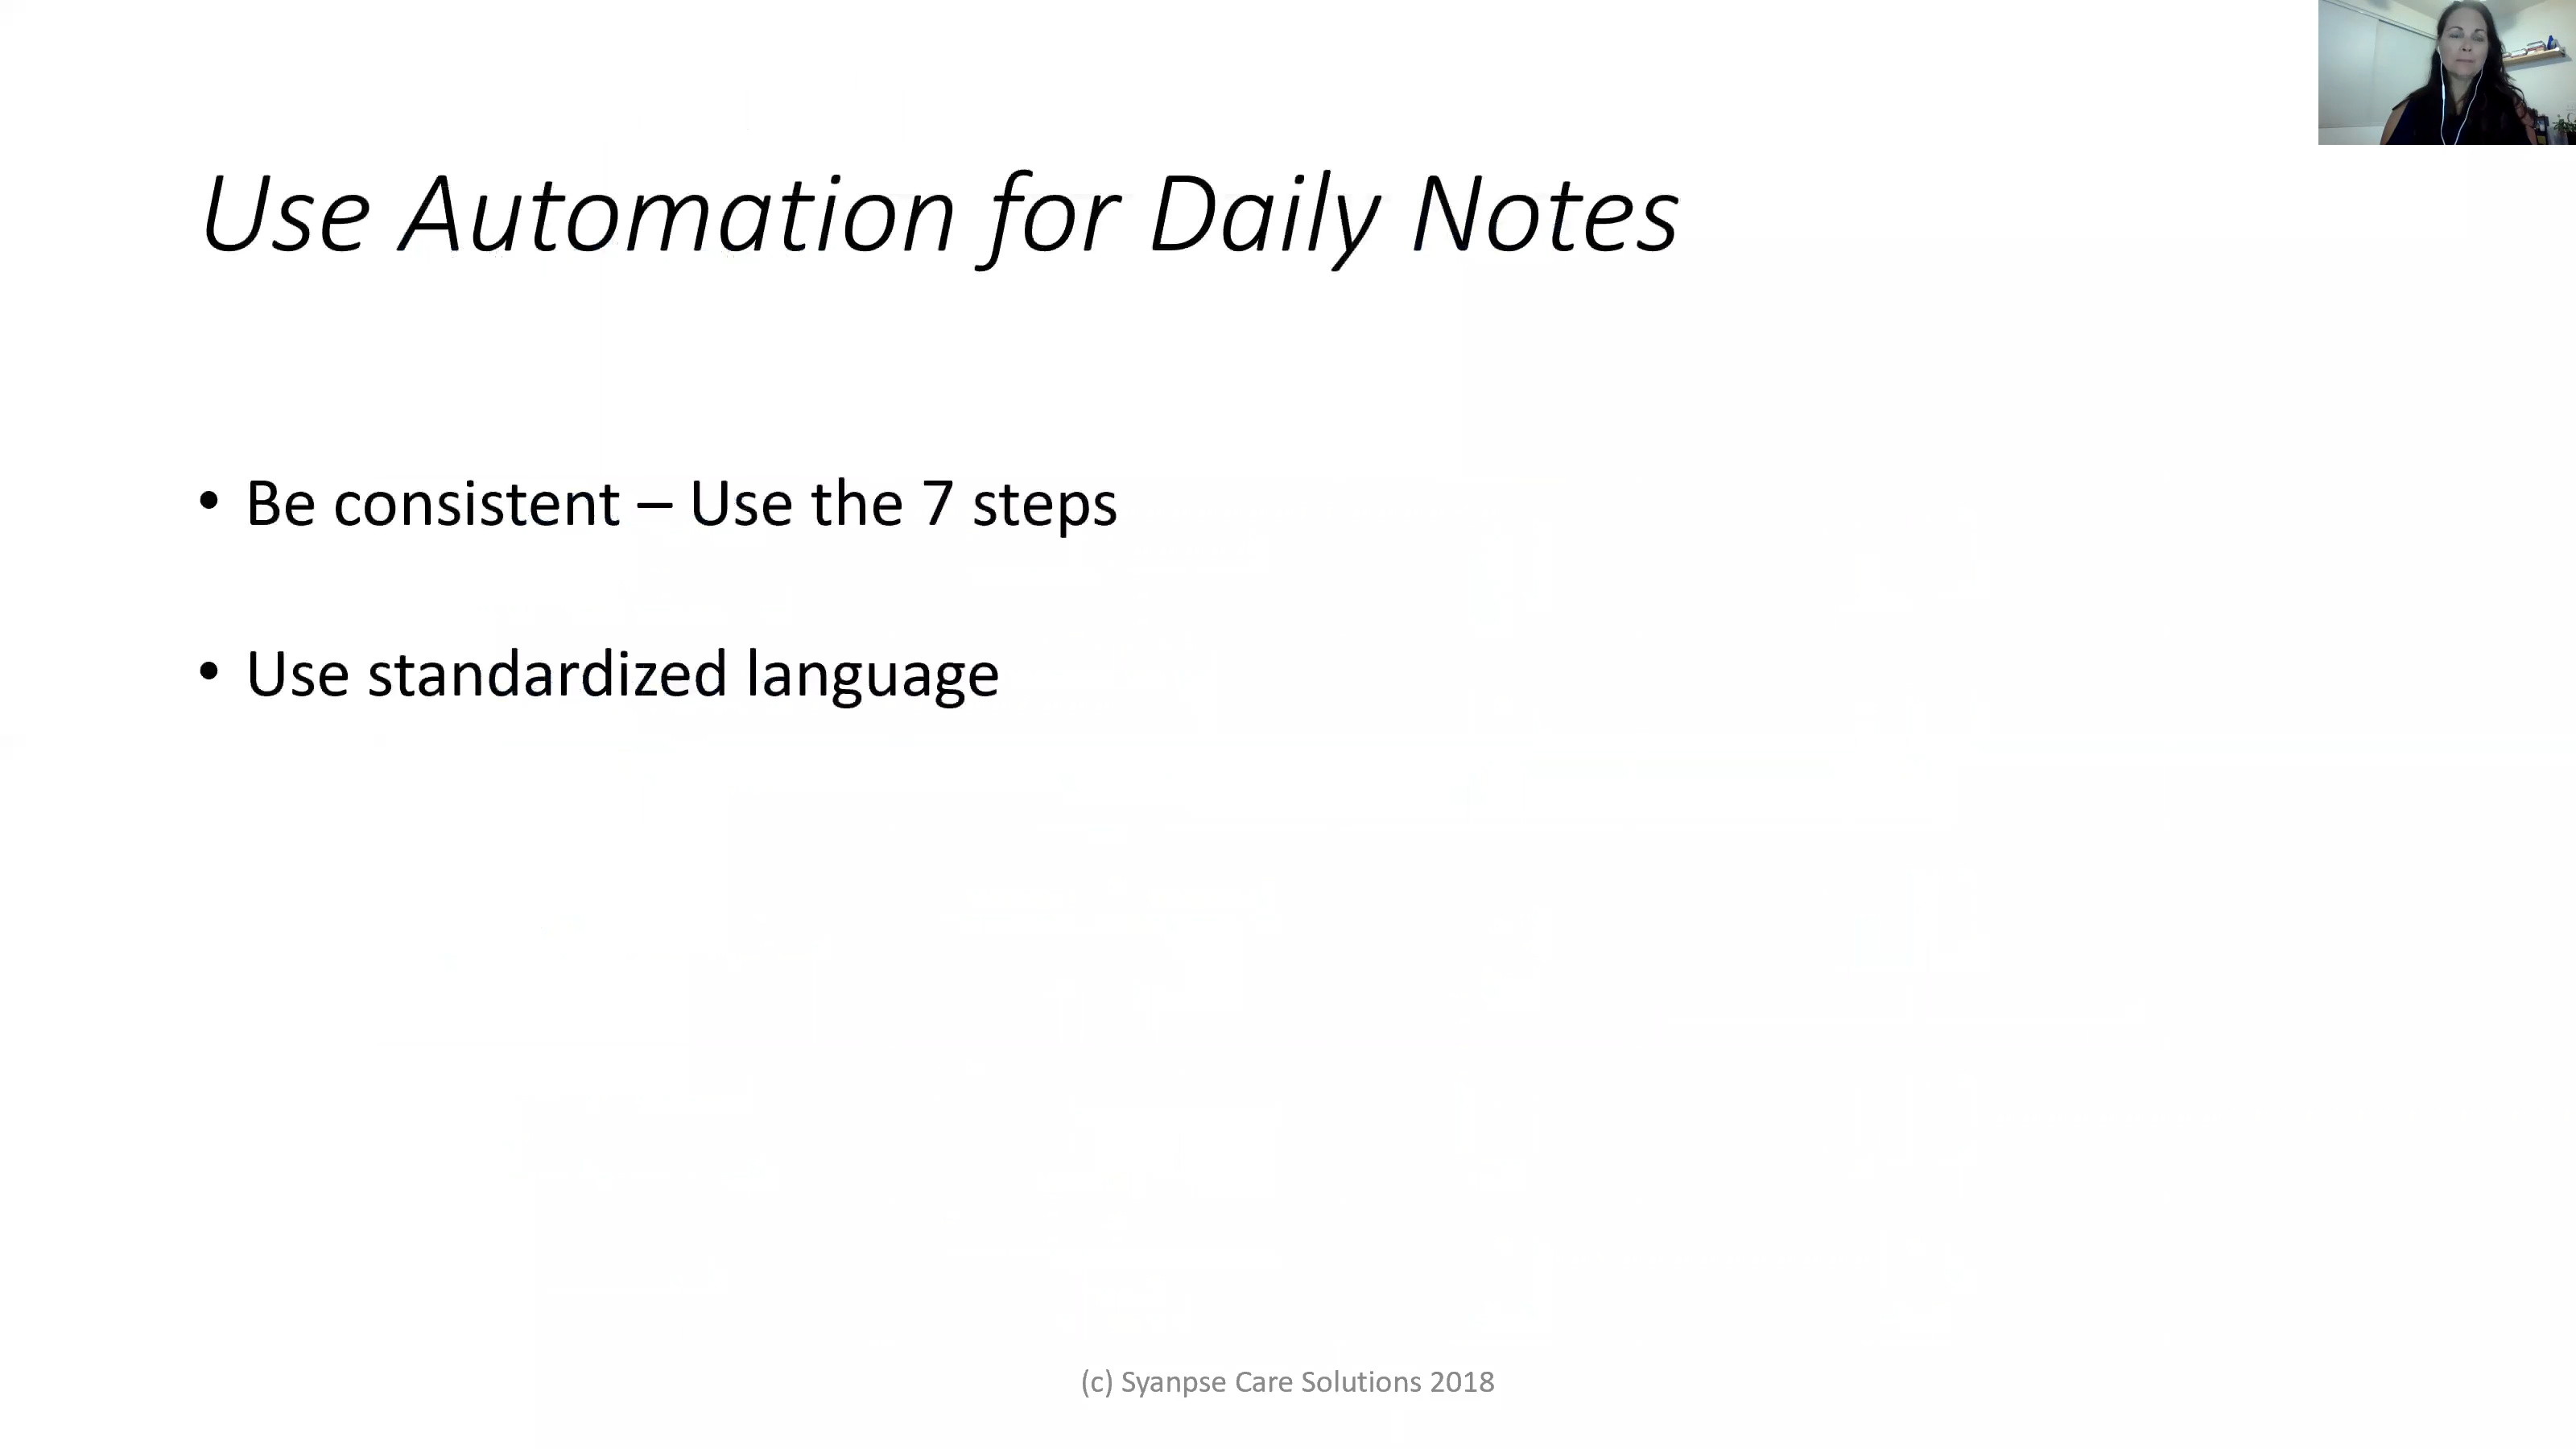 Use Automation for Daily Notes
• Be consistent – Use the 7 steps
• Use standardized language
(c) Syanpse Care Solutions 2018